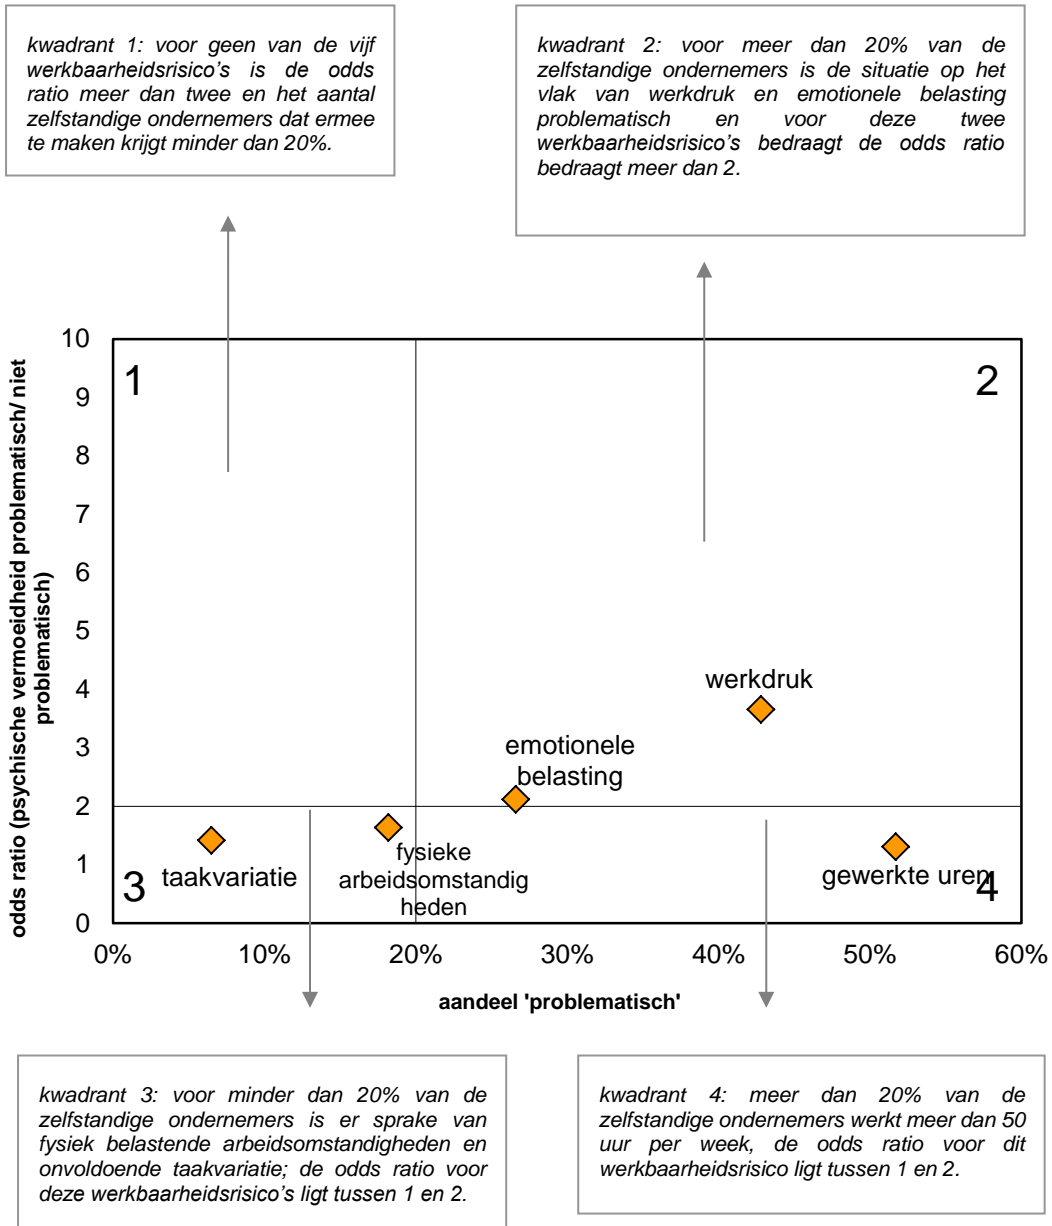 kwadrant 1: voor geen van de vijf
werkbaarheidsrisico's is de odds
ratio meer dan twee en het aantal
zelfstandige ondernemers dat ermee
te maken krijgt minder dan 20%.
kwadrant 2: voor meer dan 20% van de
zelfstandige ondernemers is de situatie op het
vlak van werkdruk en emotionele belasting
problematisch en voor deze twee
werkbaarheidsrisico's bedraagt de odds ratio
bedraagt meer dan 2.
odds ratio (psychische vermoeidheid problematisch/ niet
problematisch)
10
9
8
7
6
5
4
3
2
1
0
1
2
werkdruk
emotionele
belasting
fysieke
arbeidsomstandig
heden
3
taakvariatie
gewerkte uren
4
0%
10%
20%
30%
40%
50%
60%
aandeel 'problematisch'
kwadrant 3: voor minder dan 20% van de
zelfstandige ondernemers is er sprake van
fysiek belastende arbeidsomstandigheden en
onvoldoende taakvariatie; de odds ratio voor
deze werkbaarheidsrisico's ligt tussen 1 en 2.
kwadrant 4: meer dan 20% van de
zelfstandige ondernemers werkt meer dan 50
uur per week, de odds ratio voor dit
werkbaarheidsrisico ligt tussen 1 en 2.